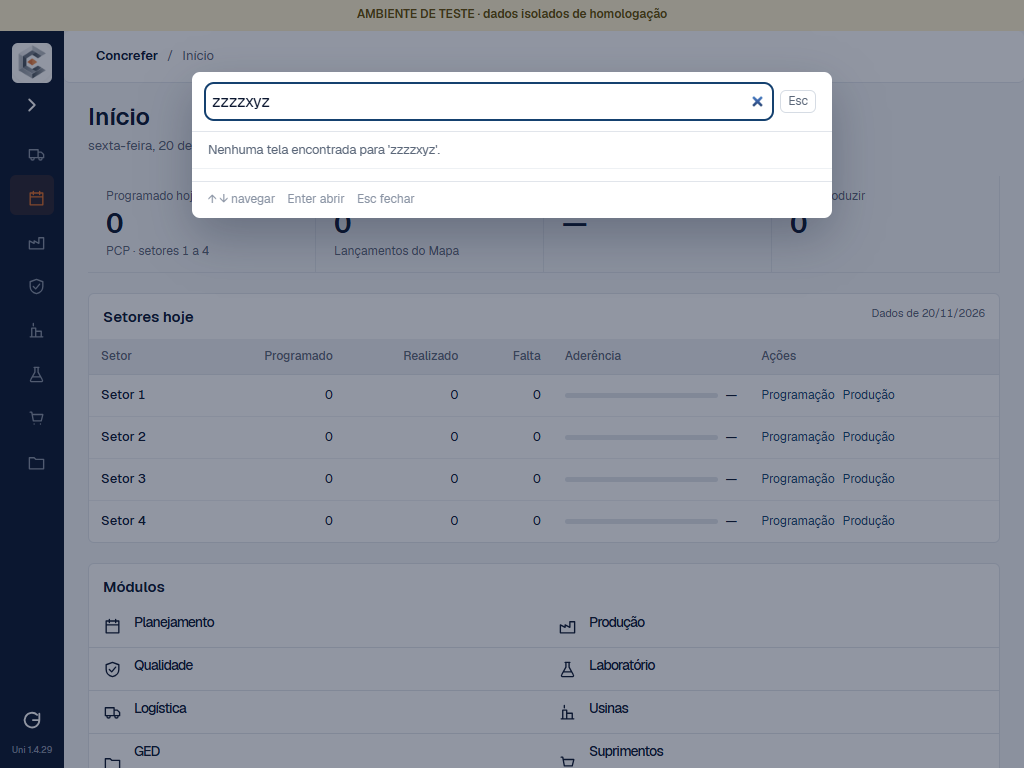 AMBIENTE DE TESTE · dados isolados de homologação
Concrefer / Início
zzzzxyz
Esc
Nenhuma tela encontrada para 'zzzzxyz'.
↑↓ navegar Enter abrir Esc fechar
Início
sexta-feira, 20 de
Programado hoj
oduzir
0
0
—
0
PCP · setores 1 a 4
Lançamentos do Mapa
Setores hoje
Dados de 20/11/2026
Setor Programado Realizado Falta Aderência Ações
Setor 1 0 0 0 — Programação Produção
Setor 2 0 0 0 — Programação Produção
Setor 3 0 0 0 — Programação Produção
Setor 4 0 0 0 — Programação Produção
Módulos
Planejamento Produção
Qualidade Laboratório
Logística Usinas
GED Suprimentos
Uni 1.4.29